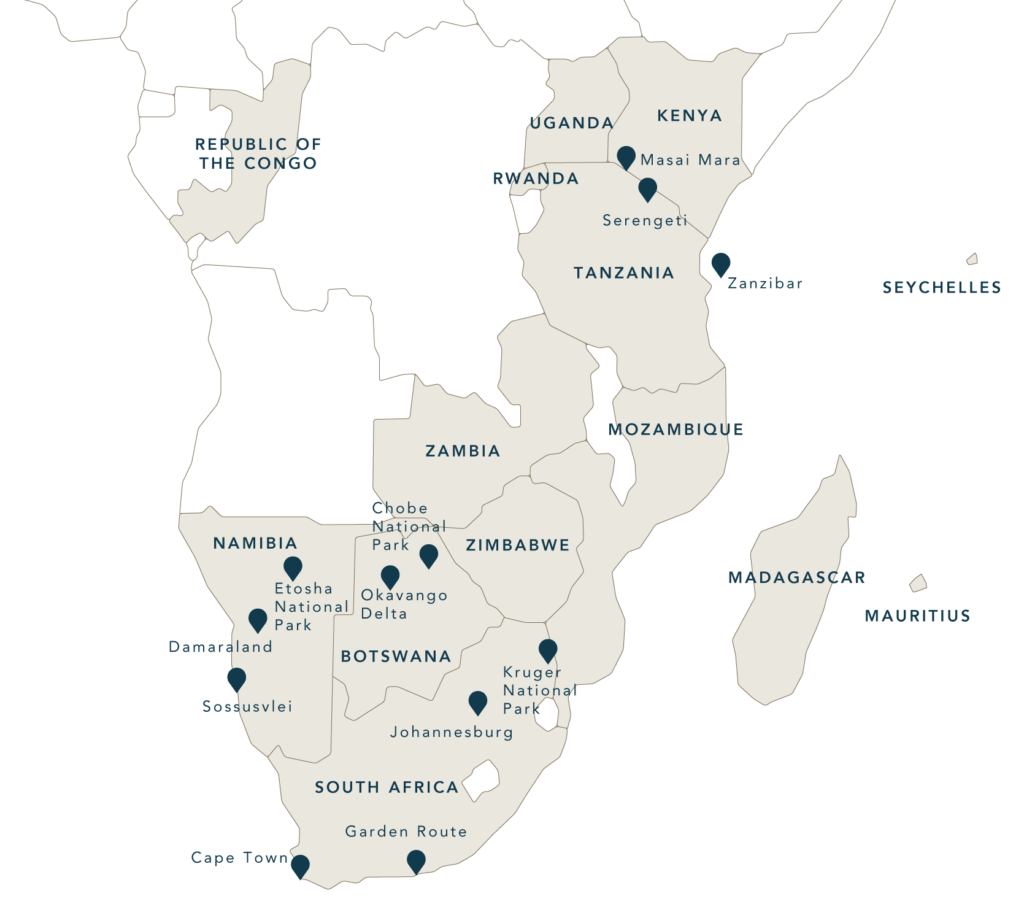 UGANDA
KENYA
REPUBLIC OF
THE CONGO
Masai Mara
RWANDA
Serengeti
TANZANIA
Zanzibar
SEYCHELLES
MOZAMBIQUE
ZAMBIA
Chobe
National
Park
NAMIBIA
ZIMBABWE
Etosha
National
Park
Okavango
Delta
MADAGASCAR
MAURITIUS
Damaraland
BOTSWANA
Kruger
National
Park
Sossusvlei
Johannesburg
SOUTH AFRICA
Garden Route
Cape Town